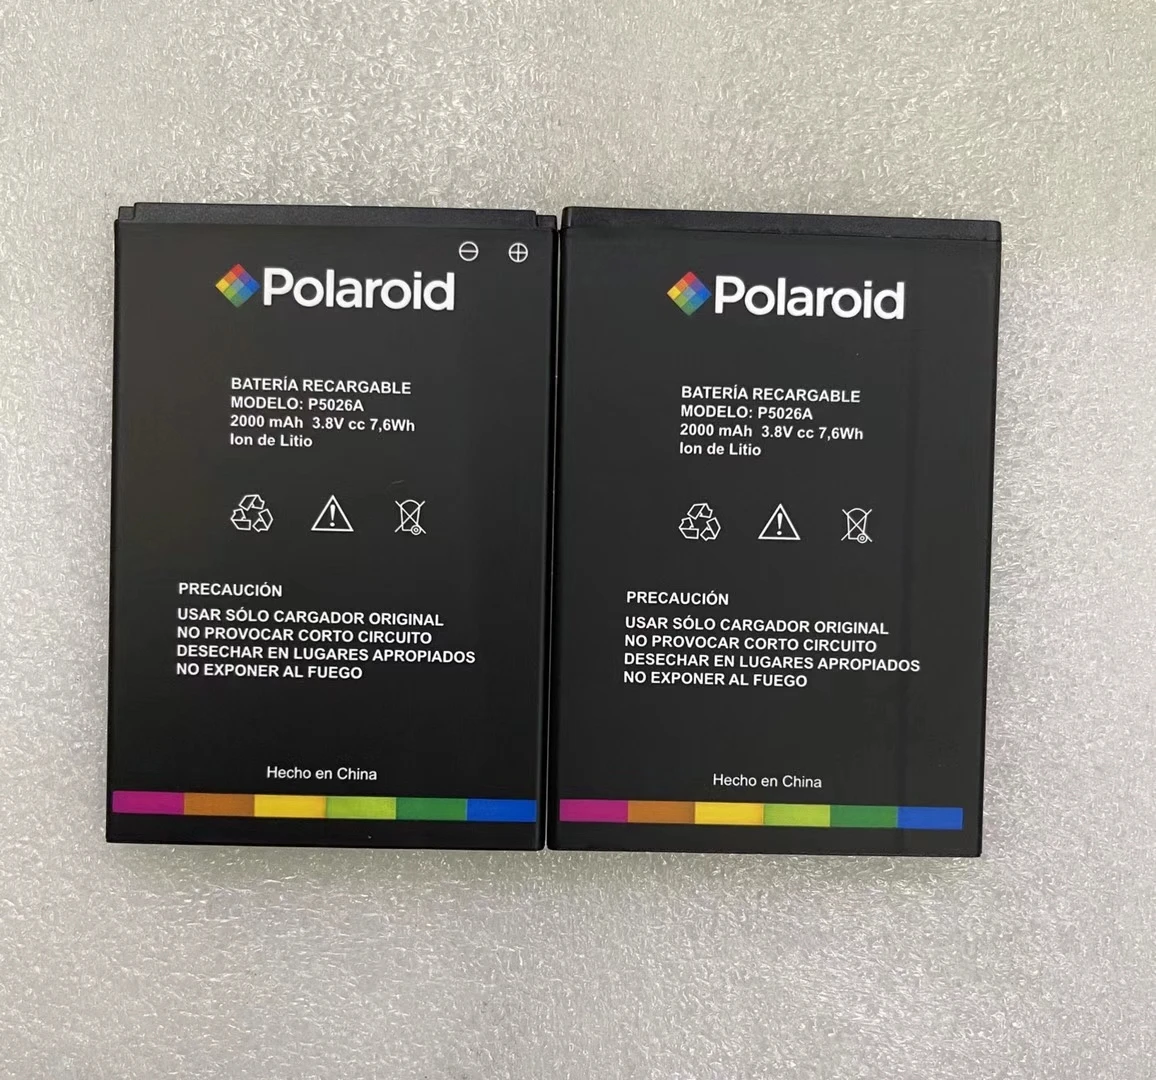 Polaroid
BATERÍA RECARGABLE
MODELO: P5026A
2000 mAh 3.8V cc 7,6Wh
Ion de Litio
PRECAUCIÓN
USAR SÓLO CARGADOR ORIGINAL
NO PROVOCAR CORTO CIRCUITO
DESECHAR EN LUGARES APROPIADOS
NO EXPONER AL FUEGO
Hecho en China
Polaroid
BATERÍA RECARGABLE
MODELO: P5026A
2000 mAh 3.8V cc 7,6Wh
Ion de Litio
PRECAUCIÓN
USAR SÓLO CARGADOR ORIGINAL
NO PROVOCAR CORTO CIRCUITO
DESECHAR EN LUGARES APROPIADOS
NO EXPONER AL FUEGO
Hecho en China